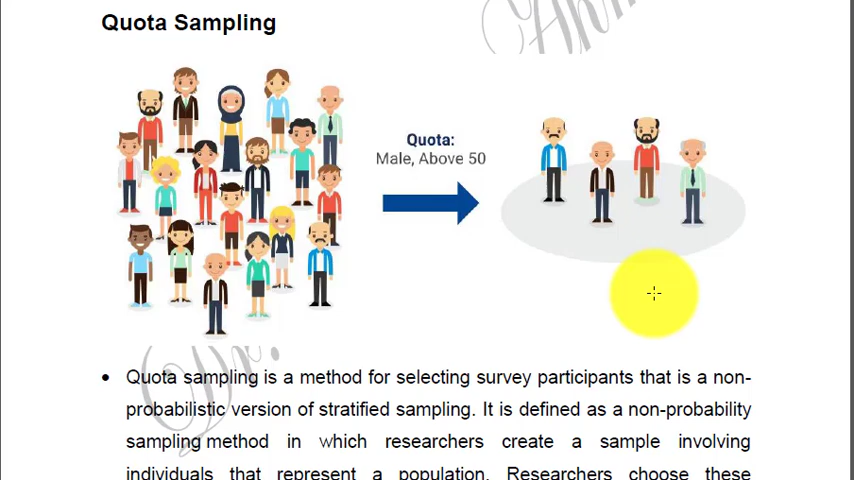 Quota Sampling
Quota:
Male, Above 50
• Quota sampling is a method for selecting survey participants that is a non-
probabilistic version of stratified sampling. It is defined as a non-probability
sampling method in which researchers create a sample involving
individuals that represent a population. Researchers choose these
Dr.